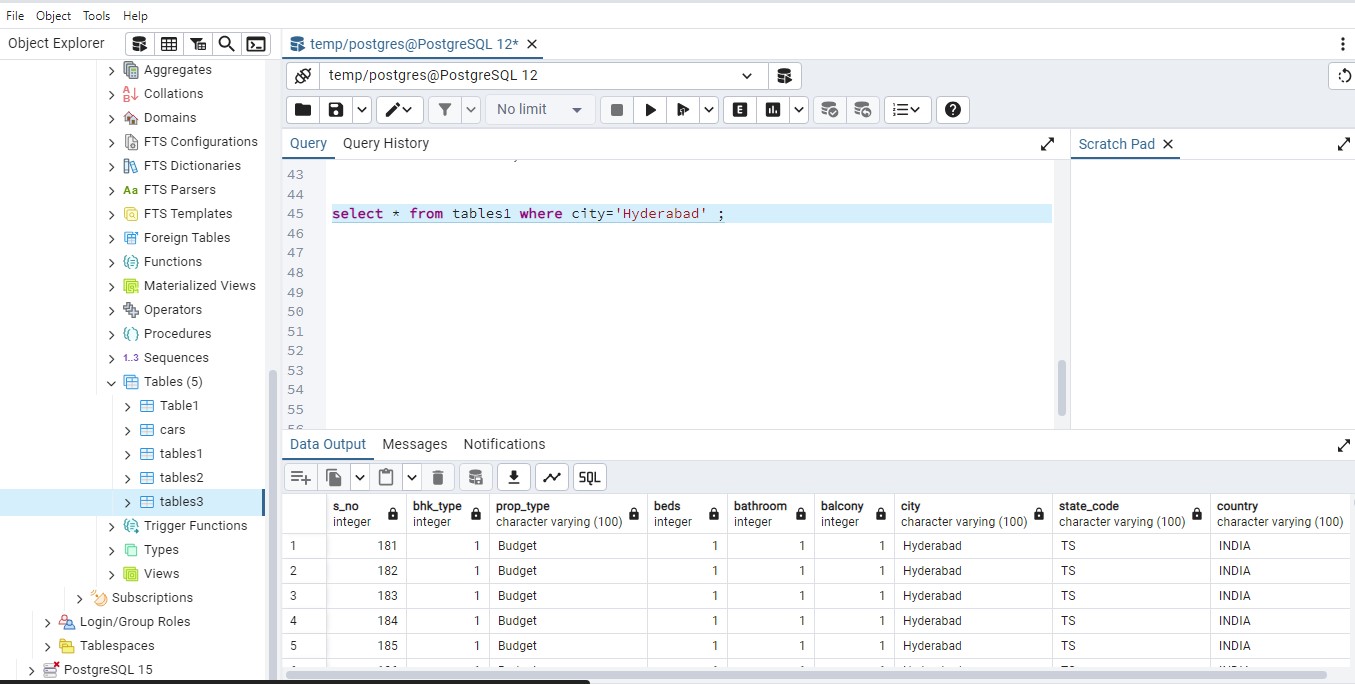 File Object Tools Help
Object Explorer
temp/postgres@PostgreSQL 12*
temp/postgres@PostgreSQL 12
No limit
E
Query Query History
Scratch Pad
43
44
45 select * from tables1 where city='Hyderabad' ;
46
47
48
49
50
51
52
53
54
55
Aggregates
Collations
Domains
FTS Configurations
FTS Dictionaries
Aa FTS Parsers
FTS Templates
Foreign Tables
Functions
Materialized Views
Operators
Procedures
1..3 Sequences
Tables (5)
Table1
cars
tables1
tables2
tables3
Trigger Functions
Types
Views
Subscriptions
Login/Group Roles
Tablespaces
PostgreSQL 15
Data Output Messages Notifications
SQL
s_no bhk_type prop_type beds bathroom balcony city state_code country
integer integer character varying (100) integer integer integer character varying (100) character varying (100) character varying (100)
1 181 1 Budget 1 1 1 Hyderabad TS INDIA
2 182 1 Budget 1 1 1 Hyderabad TS INDIA
3 183 1 Budget 1 1 1 Hyderabad TS INDIA
4 184 1 Budget 1 1 1 Hyderabad TS INDIA
5 185 1 Budget 1 1 1 Hyderabad TS INDIA